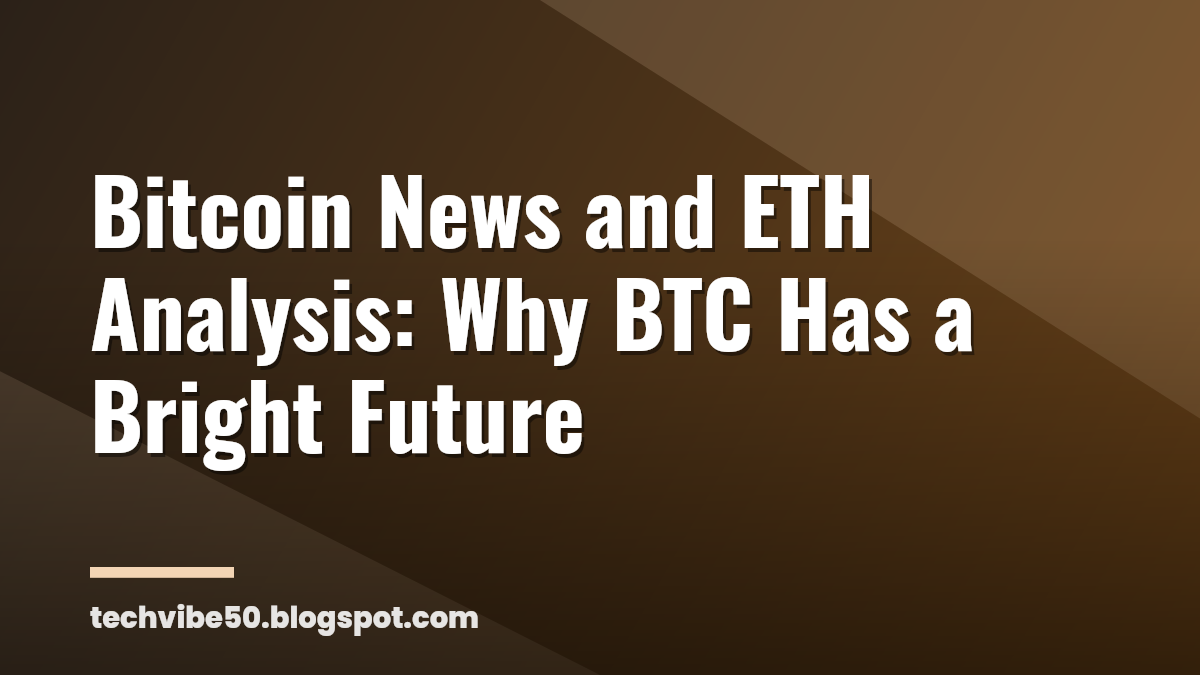 Bitcoin News and ETH
Analysis: Why BTC Has a
Bright Future
techvibe50.blogspot.com